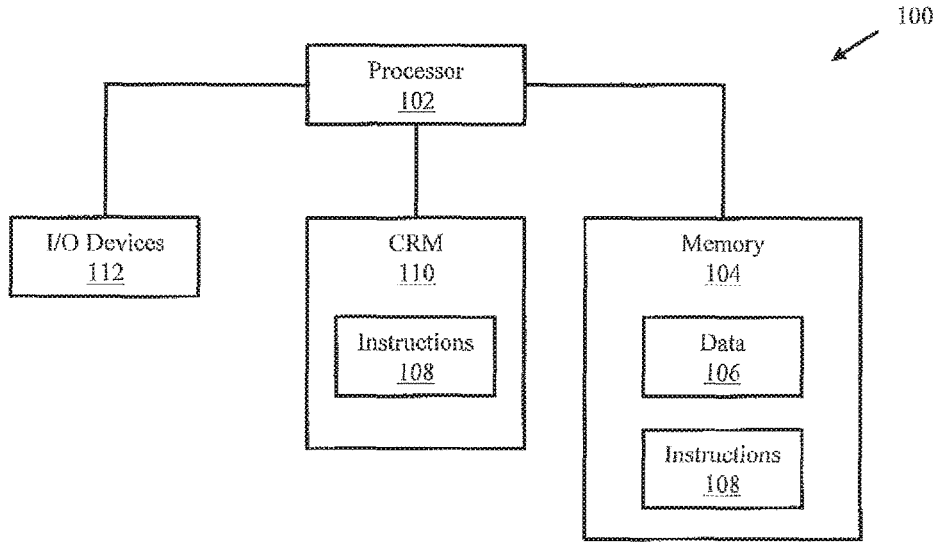 100
Processor
102
I/O Devices
112
CRM
110
Instructions
108
Memory
104
Data
106
Instructions
108